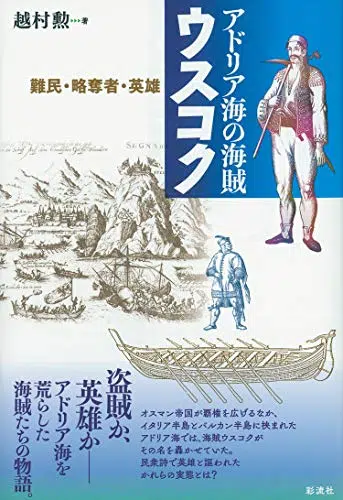 越村勲…著
アドリア海の海賊
ウスコク
難民・略奪者・英雄
SEGNA
盗賊か、
英雄か――
アドリア海を
荒らした
海賊たちの物語。
オスマン帝国が覇権を広げるなか、
イタリア半島とバルカン半島に挟まれた
アドリア海では、海賊ウスコクが
その名を轟かせていた。
民衆詩で英雄と謳われた
かれらの実態とは?
彩流社